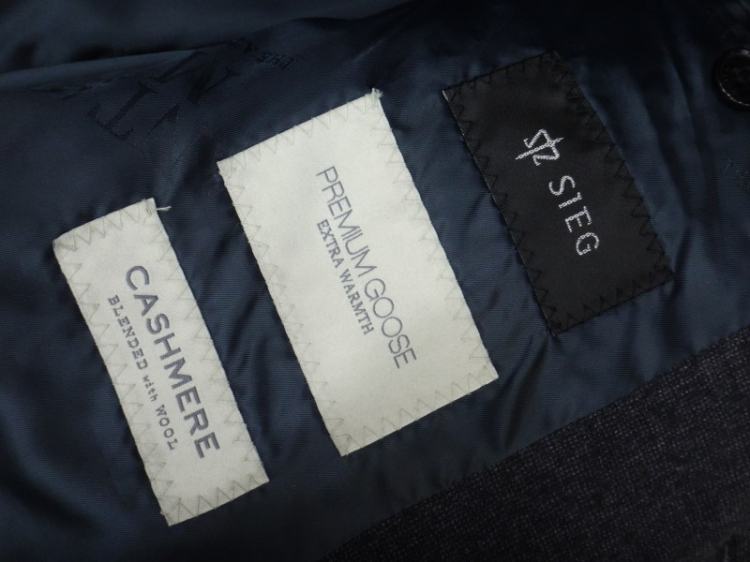 SIEG
PREMIUM GOOSE
EXTRA WARMTH
CASHMERE
BLENDED with WOOL